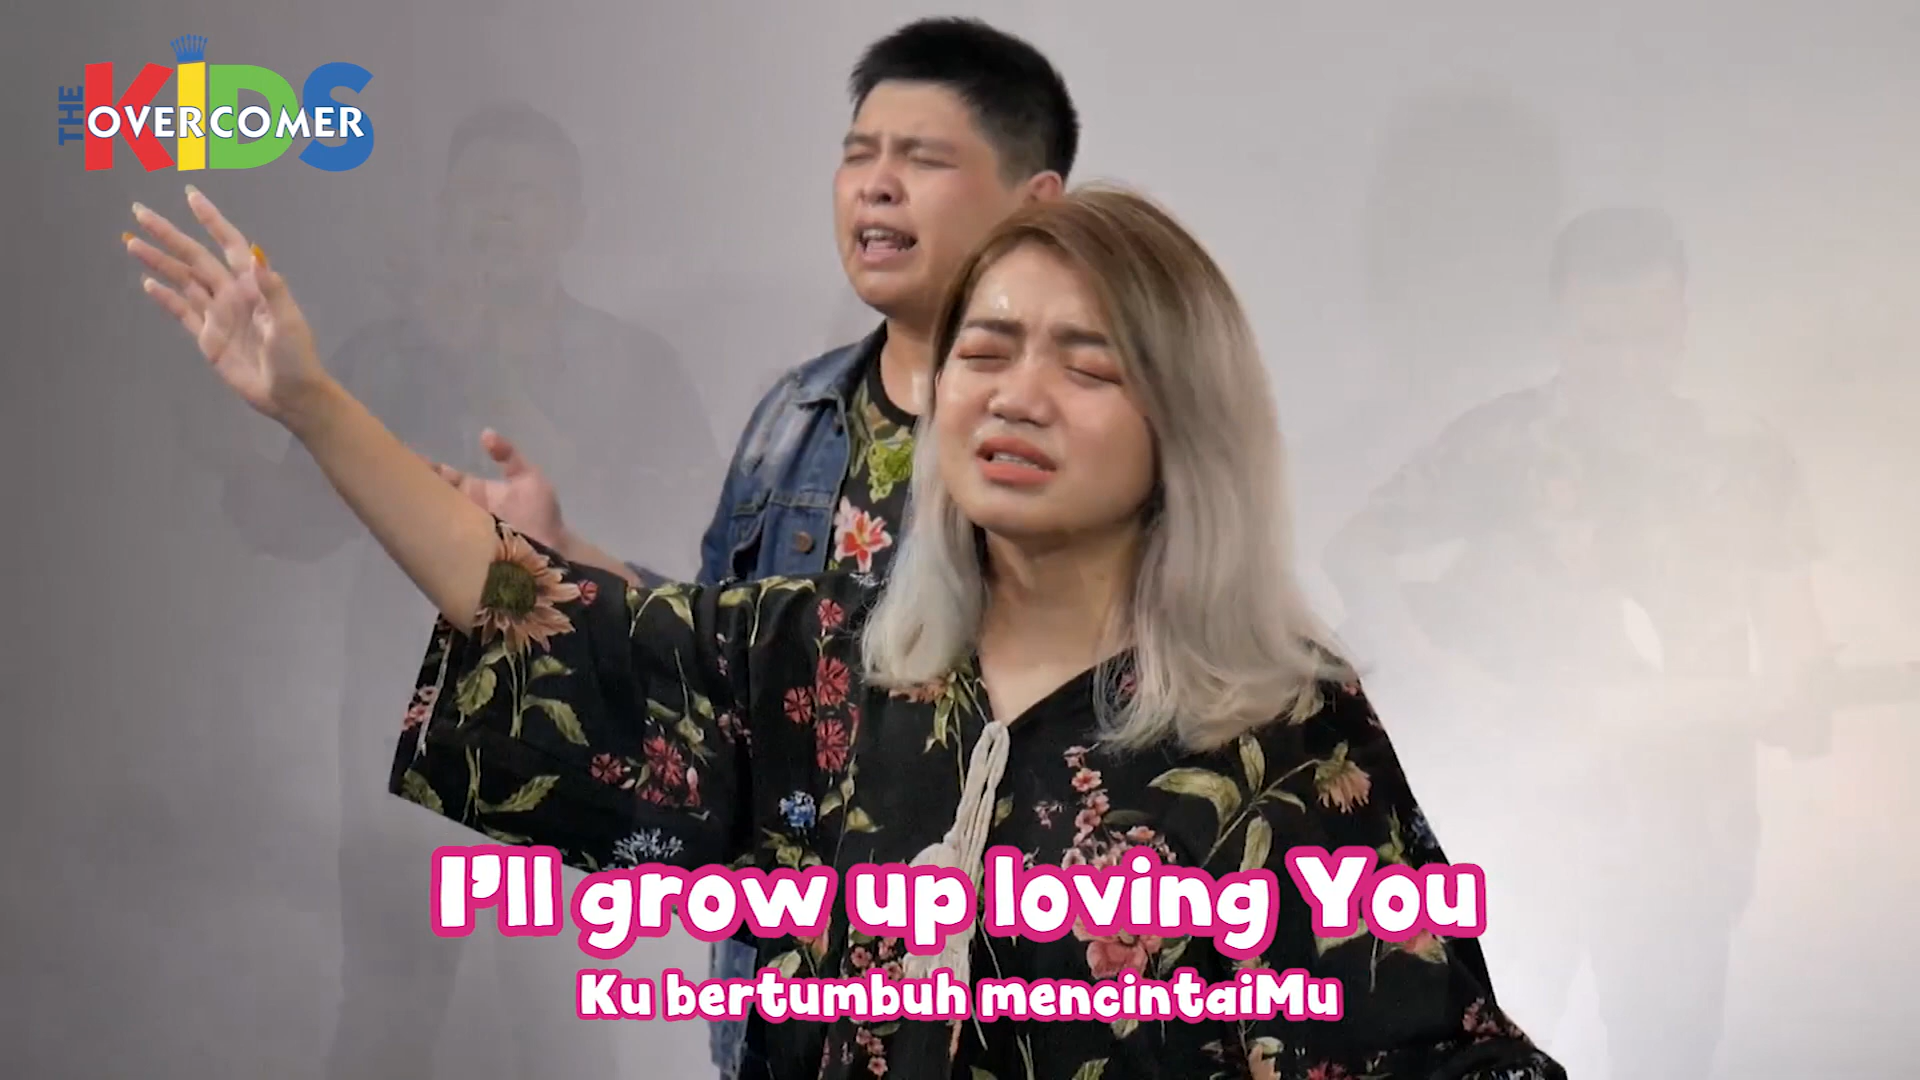 THE
KIDS
OVERCOMER
I'll grow up loving You
Ku bertumbuh mencintaiMu